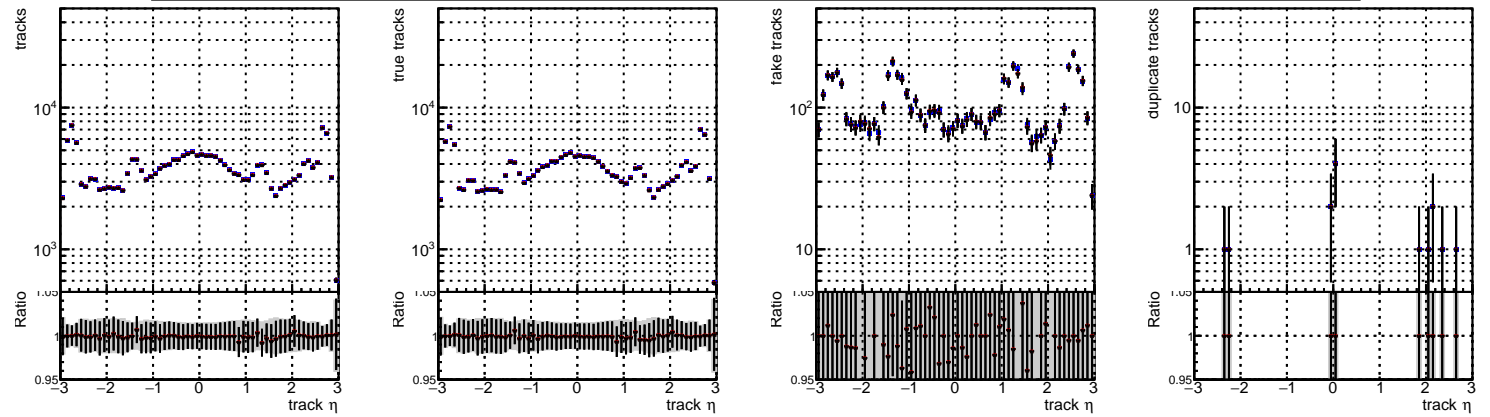 tracks
10^4
10^3
Ratio
1.05
1
0.95
−3 −2 −1 0 1 2 3
track η
true tracks
10^4
10^3
Ratio
1.05
1
0.95
−3 −2 −1 0 1 2 3
track η
fake tracks
10^2
10
Ratio
1.05
1
0.95
−3 −2 −1 0 1 2 3
track η
duplicate tracks
10
1
Ratio
1.05
1
0.95
−3 −2 −1 0 1 2 3
track η